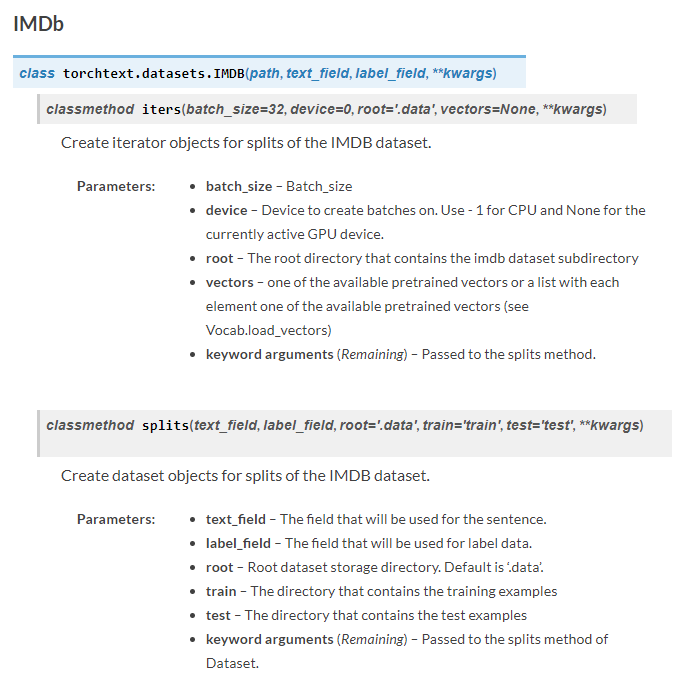 IMDb
class torchtext.datasets.IMDB(path, text_field, label_field, **kwargs)
classmethod iters(batch_size=32, device=0, root='.data', vectors=None, **kwargs)
Create iterator objects for splits of the IMDB dataset.
Parameters:
• batch_size – Batch_size
• device – Device to create batches on. Use - 1 for CPU and None for the
currently active GPU device.
• root – The root directory that contains the imdb dataset subdirectory
• vectors – one of the available pretrained vectors or a list with each
element one of the available pretrained vectors (see
Vocab.load_vectors)
• keyword arguments (Remaining) – Passed to the splits method.
classmethod splits(text_field, label_field, root='.data', train='train', test='test', **kwargs)
Create dataset objects for splits of the IMDB dataset.
Parameters:
• text_field – The field that will be used for the sentence.
• label_field – The field that will be used for label data.
• root – Root dataset storage directory. Default is ‘.data’.
• train – The directory that contains the training examples
• test – The directory that contains the test examples
• keyword arguments (Remaining) – Passed to the splits method of
Dataset.